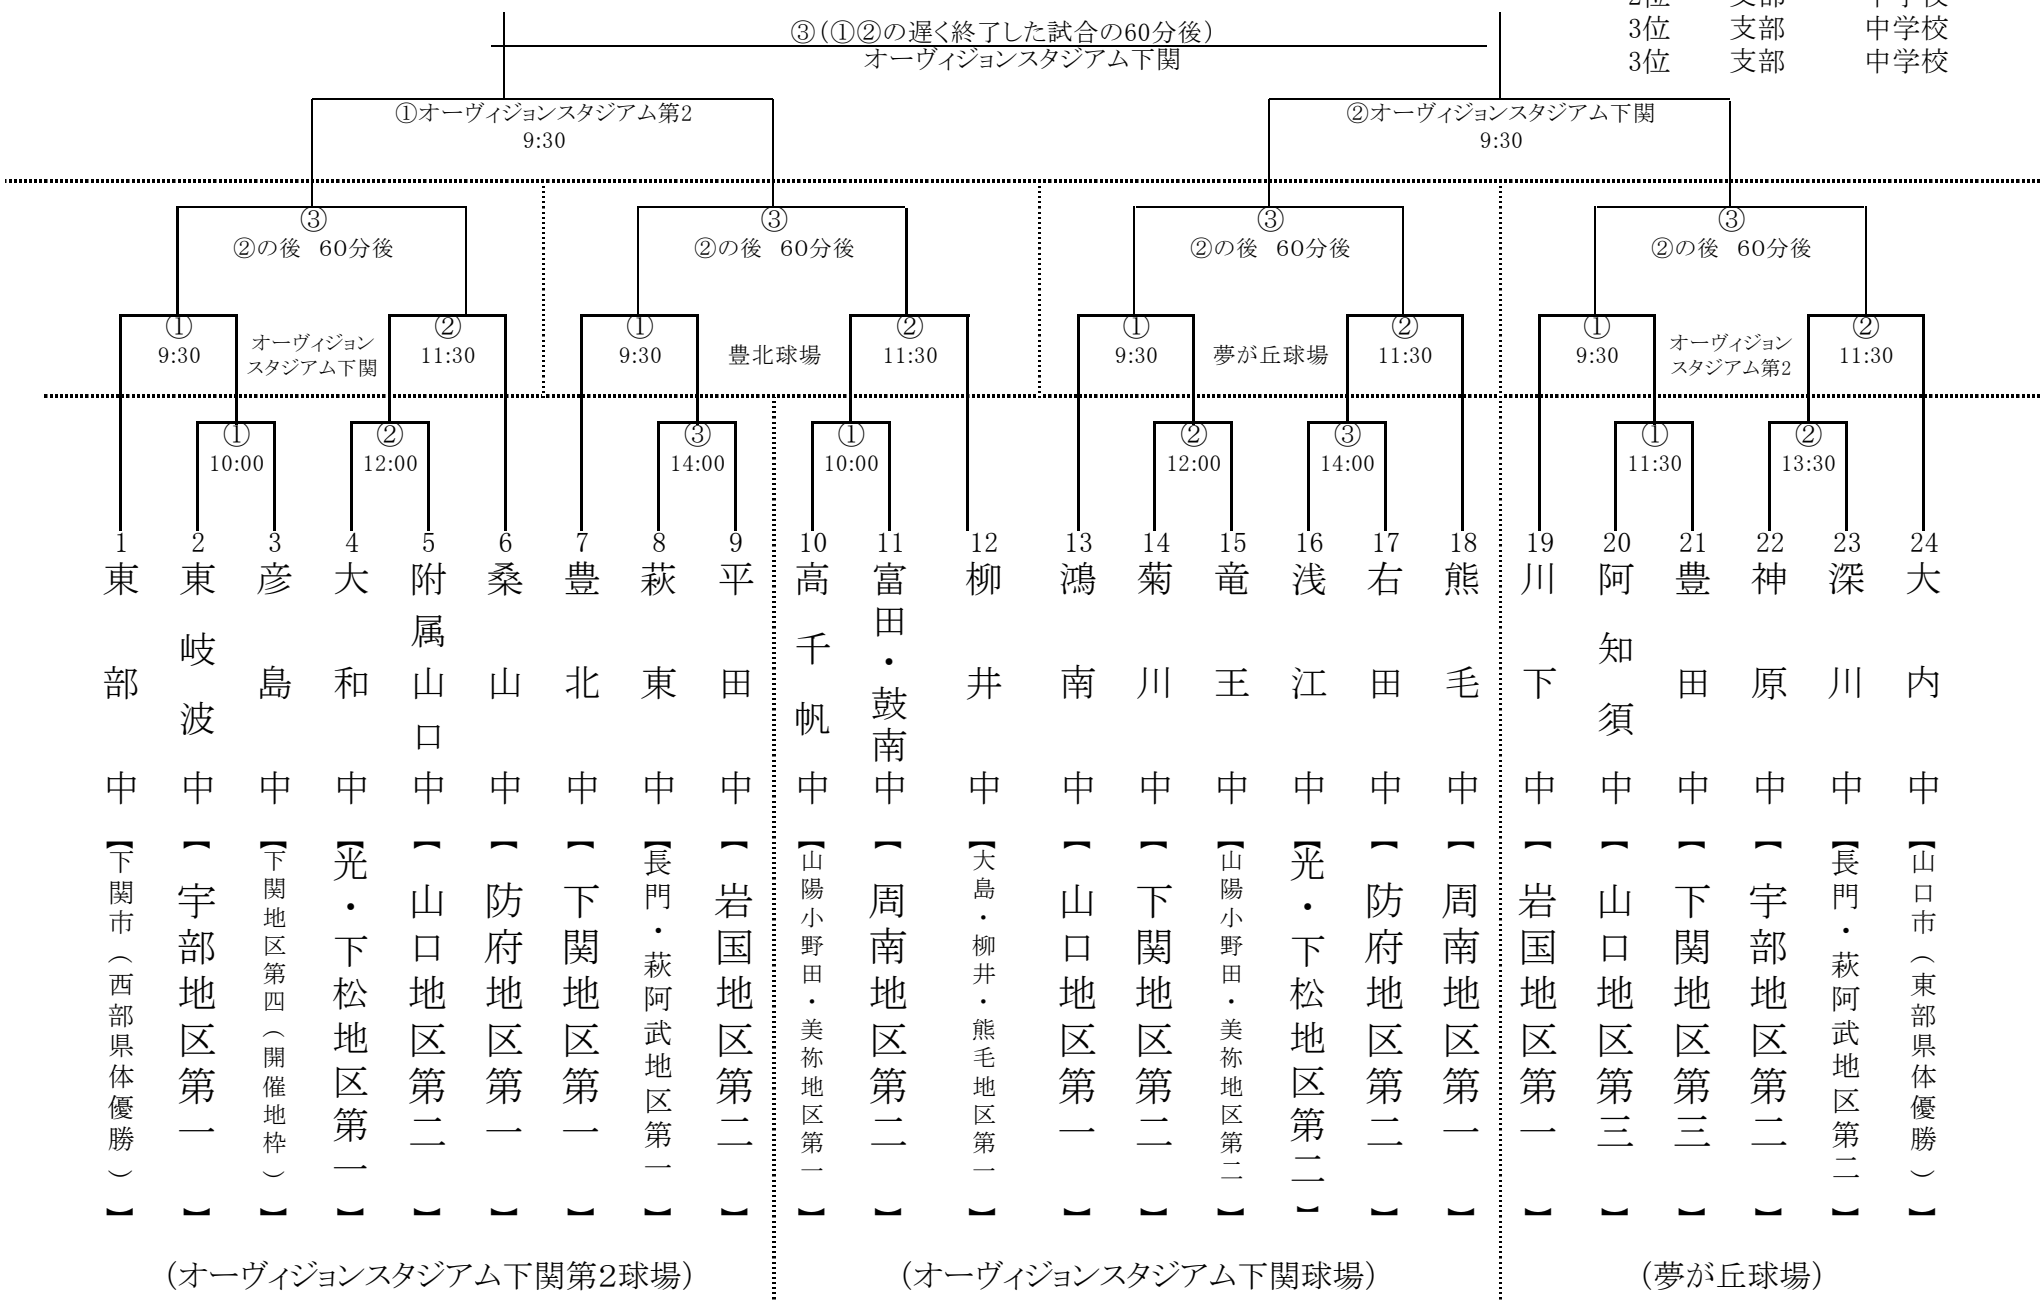 3位 支部 中学校
3位 支部 中学校
③(①②の遅く終了した試合の60分後)
オーヴィジョンスタジアム下関
①オーヴィジョンスタジアム第2
9:30
②オーヴィジョンスタジアム下関
9:30
③
②の後 60分後
③
②の後 60分後
③
②の後 60分後
③
②の後 60分後
①
9:30
オーヴィジョン
スタジアム下関
②
11:30
①
9:30
豊北球場
②
11:30
①
9:30
夢が丘球場
②
11:30
①
9:30
オーヴィジョン
スタジアム第2
②
11:30
①
10:00
②
12:00
③
14:00
①
10:00
②
12:00
③
14:00
①
11:30
②
13:30
1
東部中
【下関市(西部県体優勝)】
2
東岐波中
【宇部地区第一】
3
彦島中
【下関地区第四(開催地枠)】
4
大和中
【光・下松地区第一】
5
附属山口中
【山口地区第二】
6
桑山中
【防府地区第一】
7
豊北中
【下関地区第一】
8
萩東中
【長門・萩阿武地区第一】
9
平田中
【岩国地区第二】
10
高千帆中
【山陽小野田・美祢地区第一】
11
富田・鼓南中
【周南地区第二】
12
柳井中
【大島・柳井・熊毛地区第一】
13
鴻南中
【山口地区第一】
14
菊川中
【下関地区第二】
15
竜王中
【山陽小野田・美祢地区第二】
16
浅江中
【光・下松地区第二】
17
右田中
【防府地区第二】
18
熊毛中
【周南地区第一】
19
川下中
【岩国地区第一】
20
阿知須中
【山口地区第三】
21
豊田中
【下関地区第三】
22
神原中
【宇部地区第二】
23
深川中
【長門・萩阿武地区第二】
24
大内中
【山口市(東部県体優勝)】
(オーヴィジョンスタジアム下関第2球場)
(オーヴィジョンスタジアム下関球場)
(夢が丘球場)